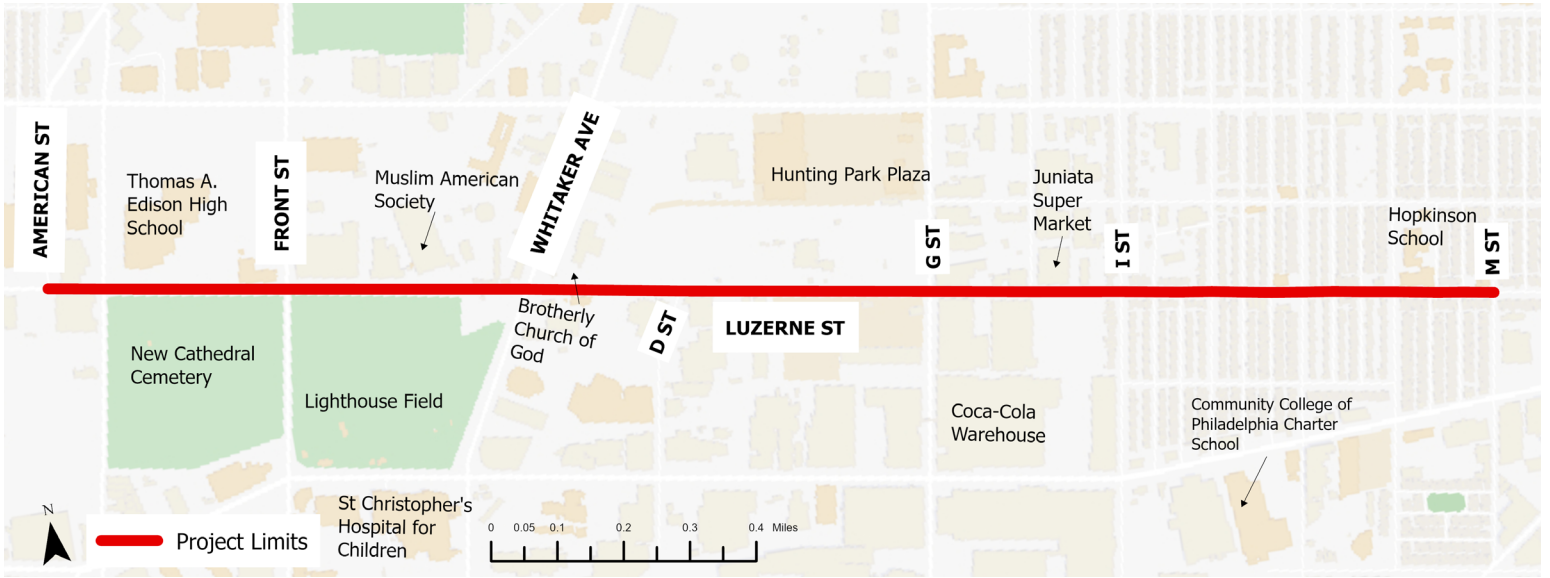 AMERICAN ST
Thomas A.
Edison High
School
FRONT ST
Muslim American
Society
WHITAKER AVE
Hunting Park Plaza
G ST
Juniata
Super
Market
I ST
Hopkinson
School
M ST
Brotherly
Church of
God
D ST
LUZERNE ST
New Cathedral
Cemetery
Lighthouse Field
Coca-Cola
Warehouse
Community College of
Philadelphia Charter
School
St Christopher's
Hospital for
Children
N
Project Limits
0 0.05 0.1 0.2 0.3 0.4 Miles